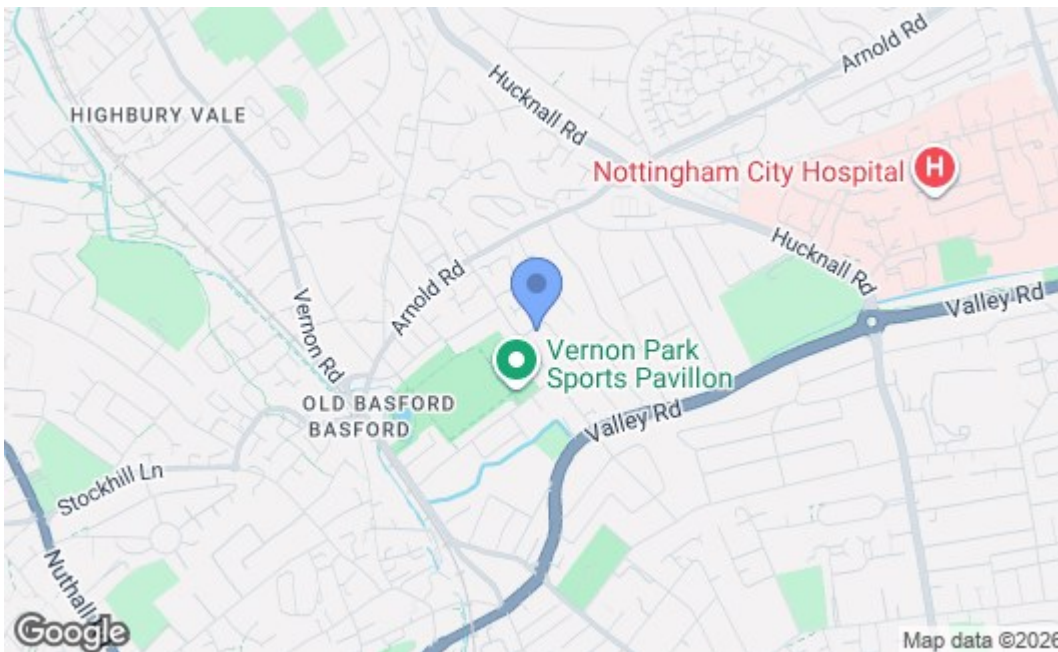 Arnold Rd
Hucknall Rd
HIGHBURY VALE
Nottingham City Hospital
H
Hucknall Rd
Arnold Rd
Valley Rd
Vernon Rd
Vernon Park
Sports Pavillon
OLD BASFORD
BASFORD
Valley Rd
Stockhill Ln
Nuthall
Google
Map data ©2026